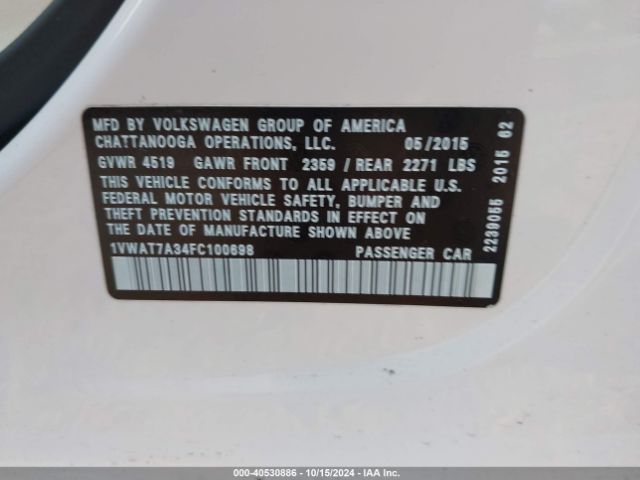 MFD BY VOLKSWAGEN GROUP OF AMERICA
CHATTANOOGA OPERATIONS, LLC. 05/2015
GVWR 4519 GAWR FRONT 2359 / REAR 2271 LBS
THIS VEHICLE CONFORMS TO ALL APPLICABLE U.S.
FEDERAL MOTOR VEHICLE SAFETY, BUMPER AND
THEFT PREVENTION STANDARDS IN EFFECT ON
THE DATE OF MANUFACTURE SHOWN ABOVE.
1VWAT7A34FC100698 PASSENGER CAR
2239055 2015 62
000-40530886 - 10/15/2024 - IAA Inc.